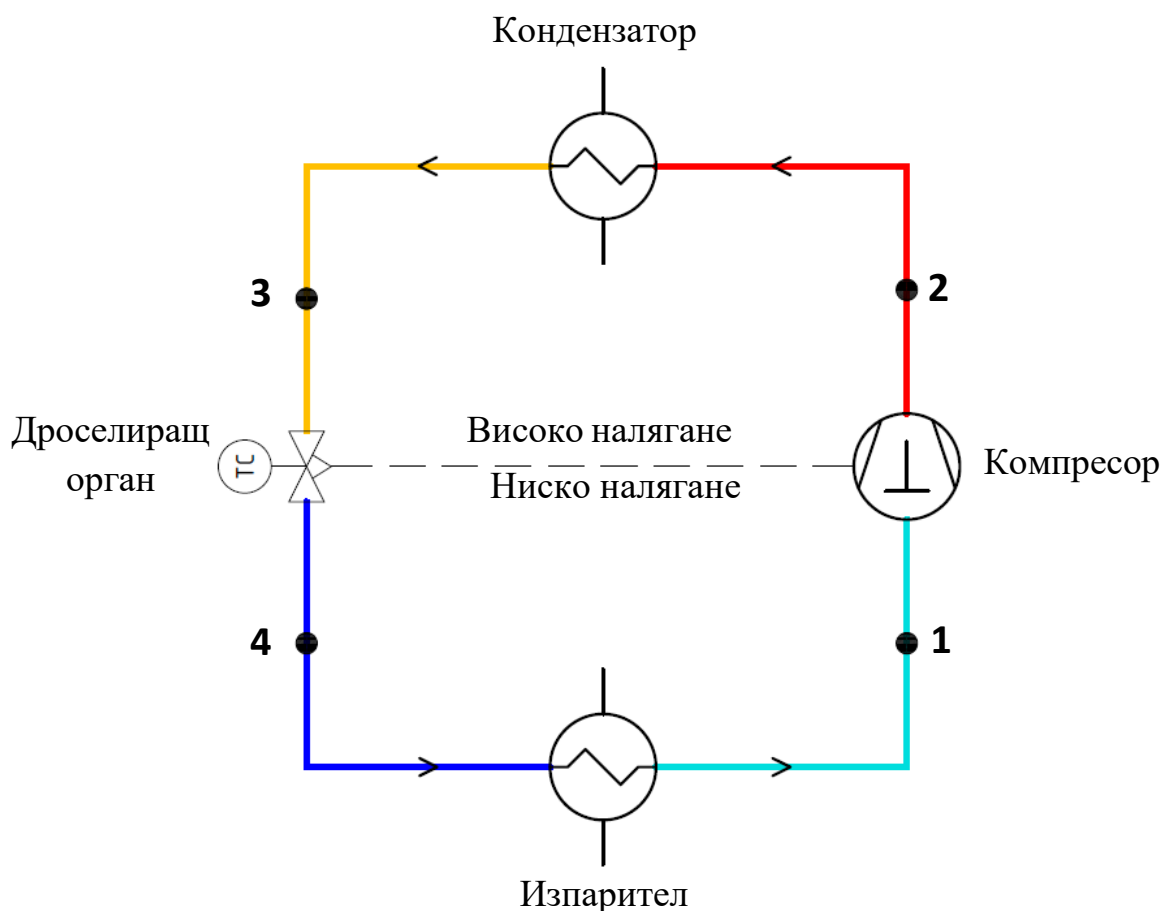 Кондензатор
3
2
Дроселиращ
орган
TC
Високо налягане
Ниско налягане
Компресор
4
1
Изпарител